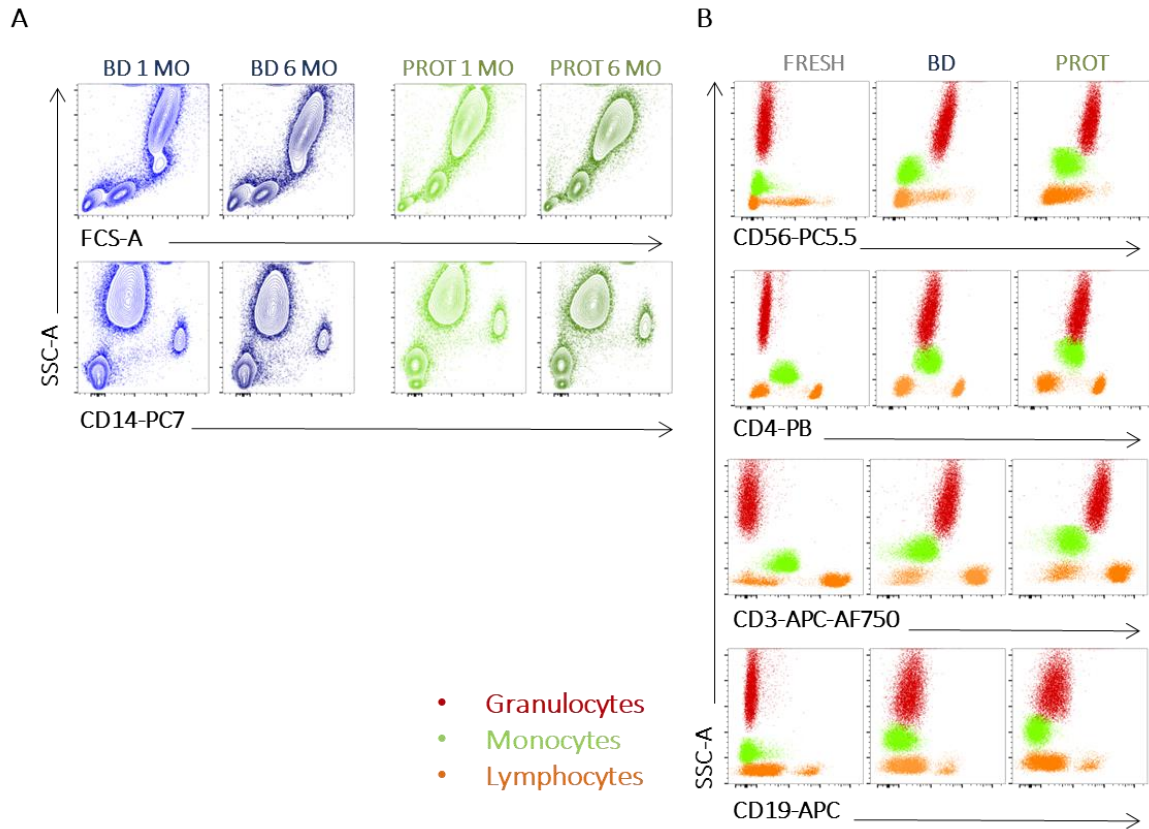 A
BD 1 MO BD 6 MO PROT 1 MO PROT 6 MO
SSC-A
FCS-A
CD14-PC7
B
FRESH BD PROT
CD56-PC5.5
CD4-PB
CD3-APC-AF750
SSC-A
CD19-APC
• Granulocytes
• Monocytes
• Lymphocytes